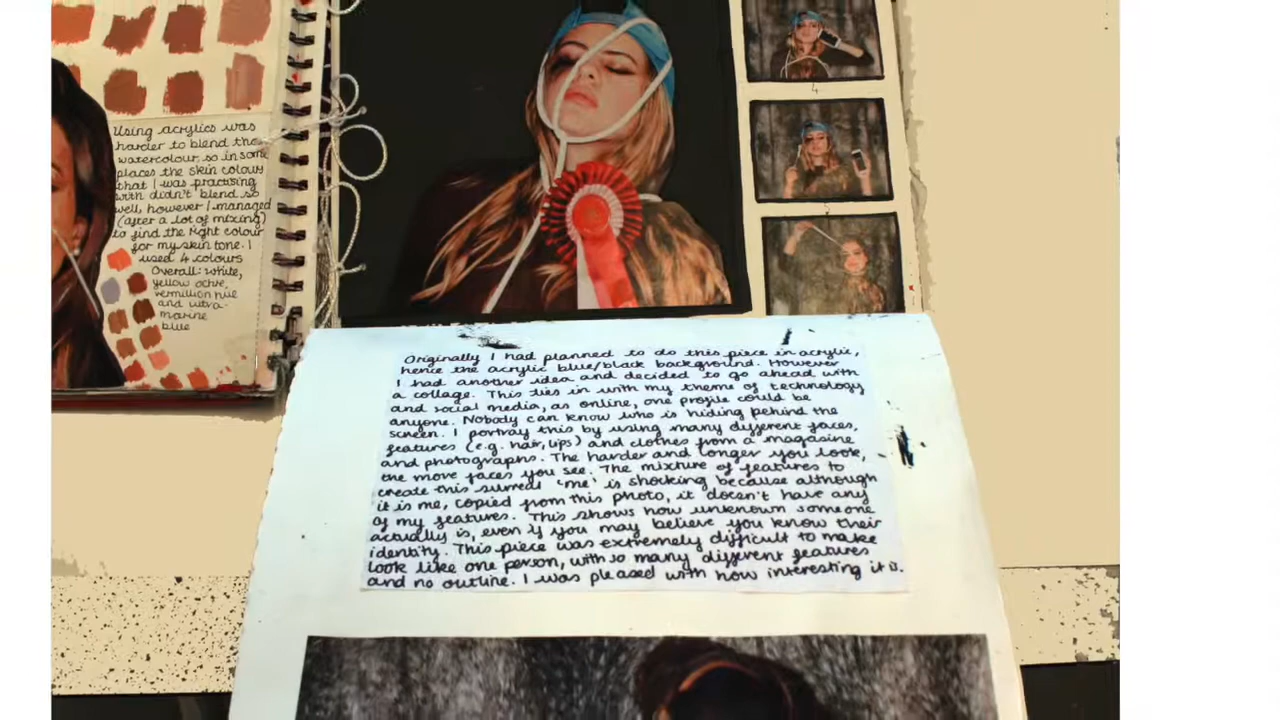 Using acrylics was
harder to blend than
watercolour, so in some
places the skin colour
that I was practising
with didn't blend so
well, however I managed
(after a lot of mixing)
to find the right colour
for my skin tone. I
used 4 colours
Overall: white,
yellow ochre,
vermillion hue
and ultra-
marine
blue
Originally I had planned to do this piece in acrylic,
hence the acrylic blue/black background. However
I had another idea and decided to go ahead with
a collage. This ties in with my theme of technology
and social media, as online, one profile could be
anyone. Nobody can know who is hiding behind the
screen. I portray this by using many different faces,
features (e.g. hair, lips) and clothes from a magasine
and photographs. The harder and longer you look,
the more faces you see. The mixture of features to
create this surreal 'me' is shocking because although
it is me, copied from this photo, it doesn't have any
of my features. This shows how unknown someone
actually is, even if you may believe you know their
identity. This piece was extremely difficult to make
look like one person, with so many different features
and no outline. I was pleased with how interesting it is.